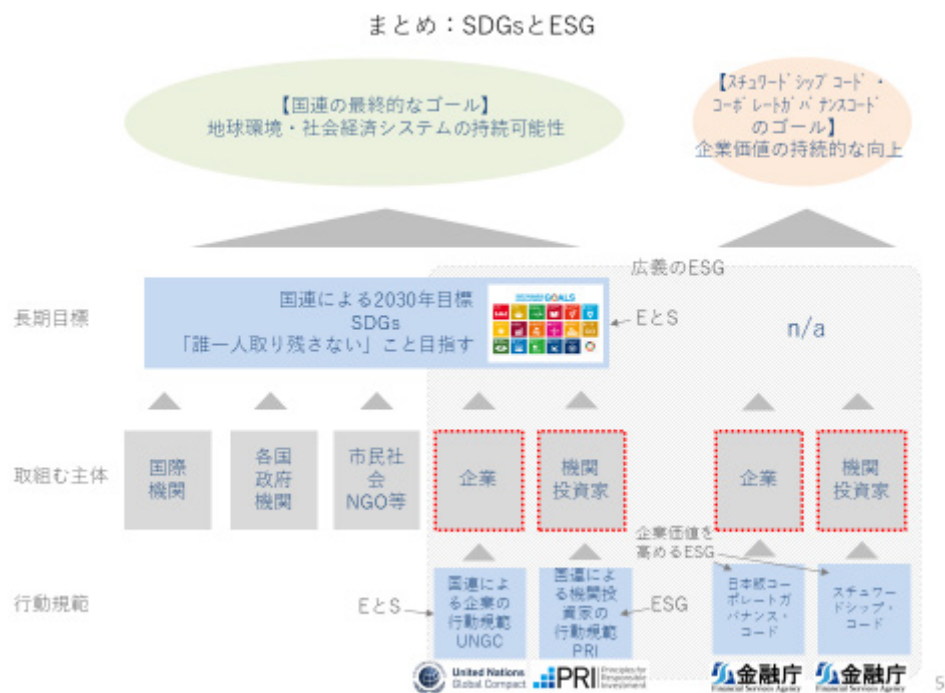 まとめ：SDGsとESG
【国連の最終的なゴール】
地球環境・社会経済システムの持続可能性
【ｽﾁｭﾜｰﾄﾞｼｯﾌﾟｺｰﾄﾞ・
ｺｰﾎﾟﾚｰﾄｶﾞﾊﾞﾅﾝｽｺｰﾄﾞ
のゴール】
企業価値の持続的な向上
広義のESG
長期目標
国連による2030年目標
SDGs
「誰一人取り残さない」こと目指す
GOALS
EとS
n/a
取組む主体
国際
機関
各国
政府
機関
市民社
会
NGO等
企業
機関
投資家
企業
機関
投資家
企業価値を
高めるESG
行動規範
EとS
国連によ
る企業の
行動規範
UNGC
国連によ
る機関投
資家の
行動規範
PRI
ESG
日本版コー
ポレートガ
バナンス・
コード
スチュワー
ドシップ・
コード
United Nations
Global Compact
PRI
Principles for
Responsible
Investment
金融庁
Financial Services Agency
金融庁
Financial Services Agency
5